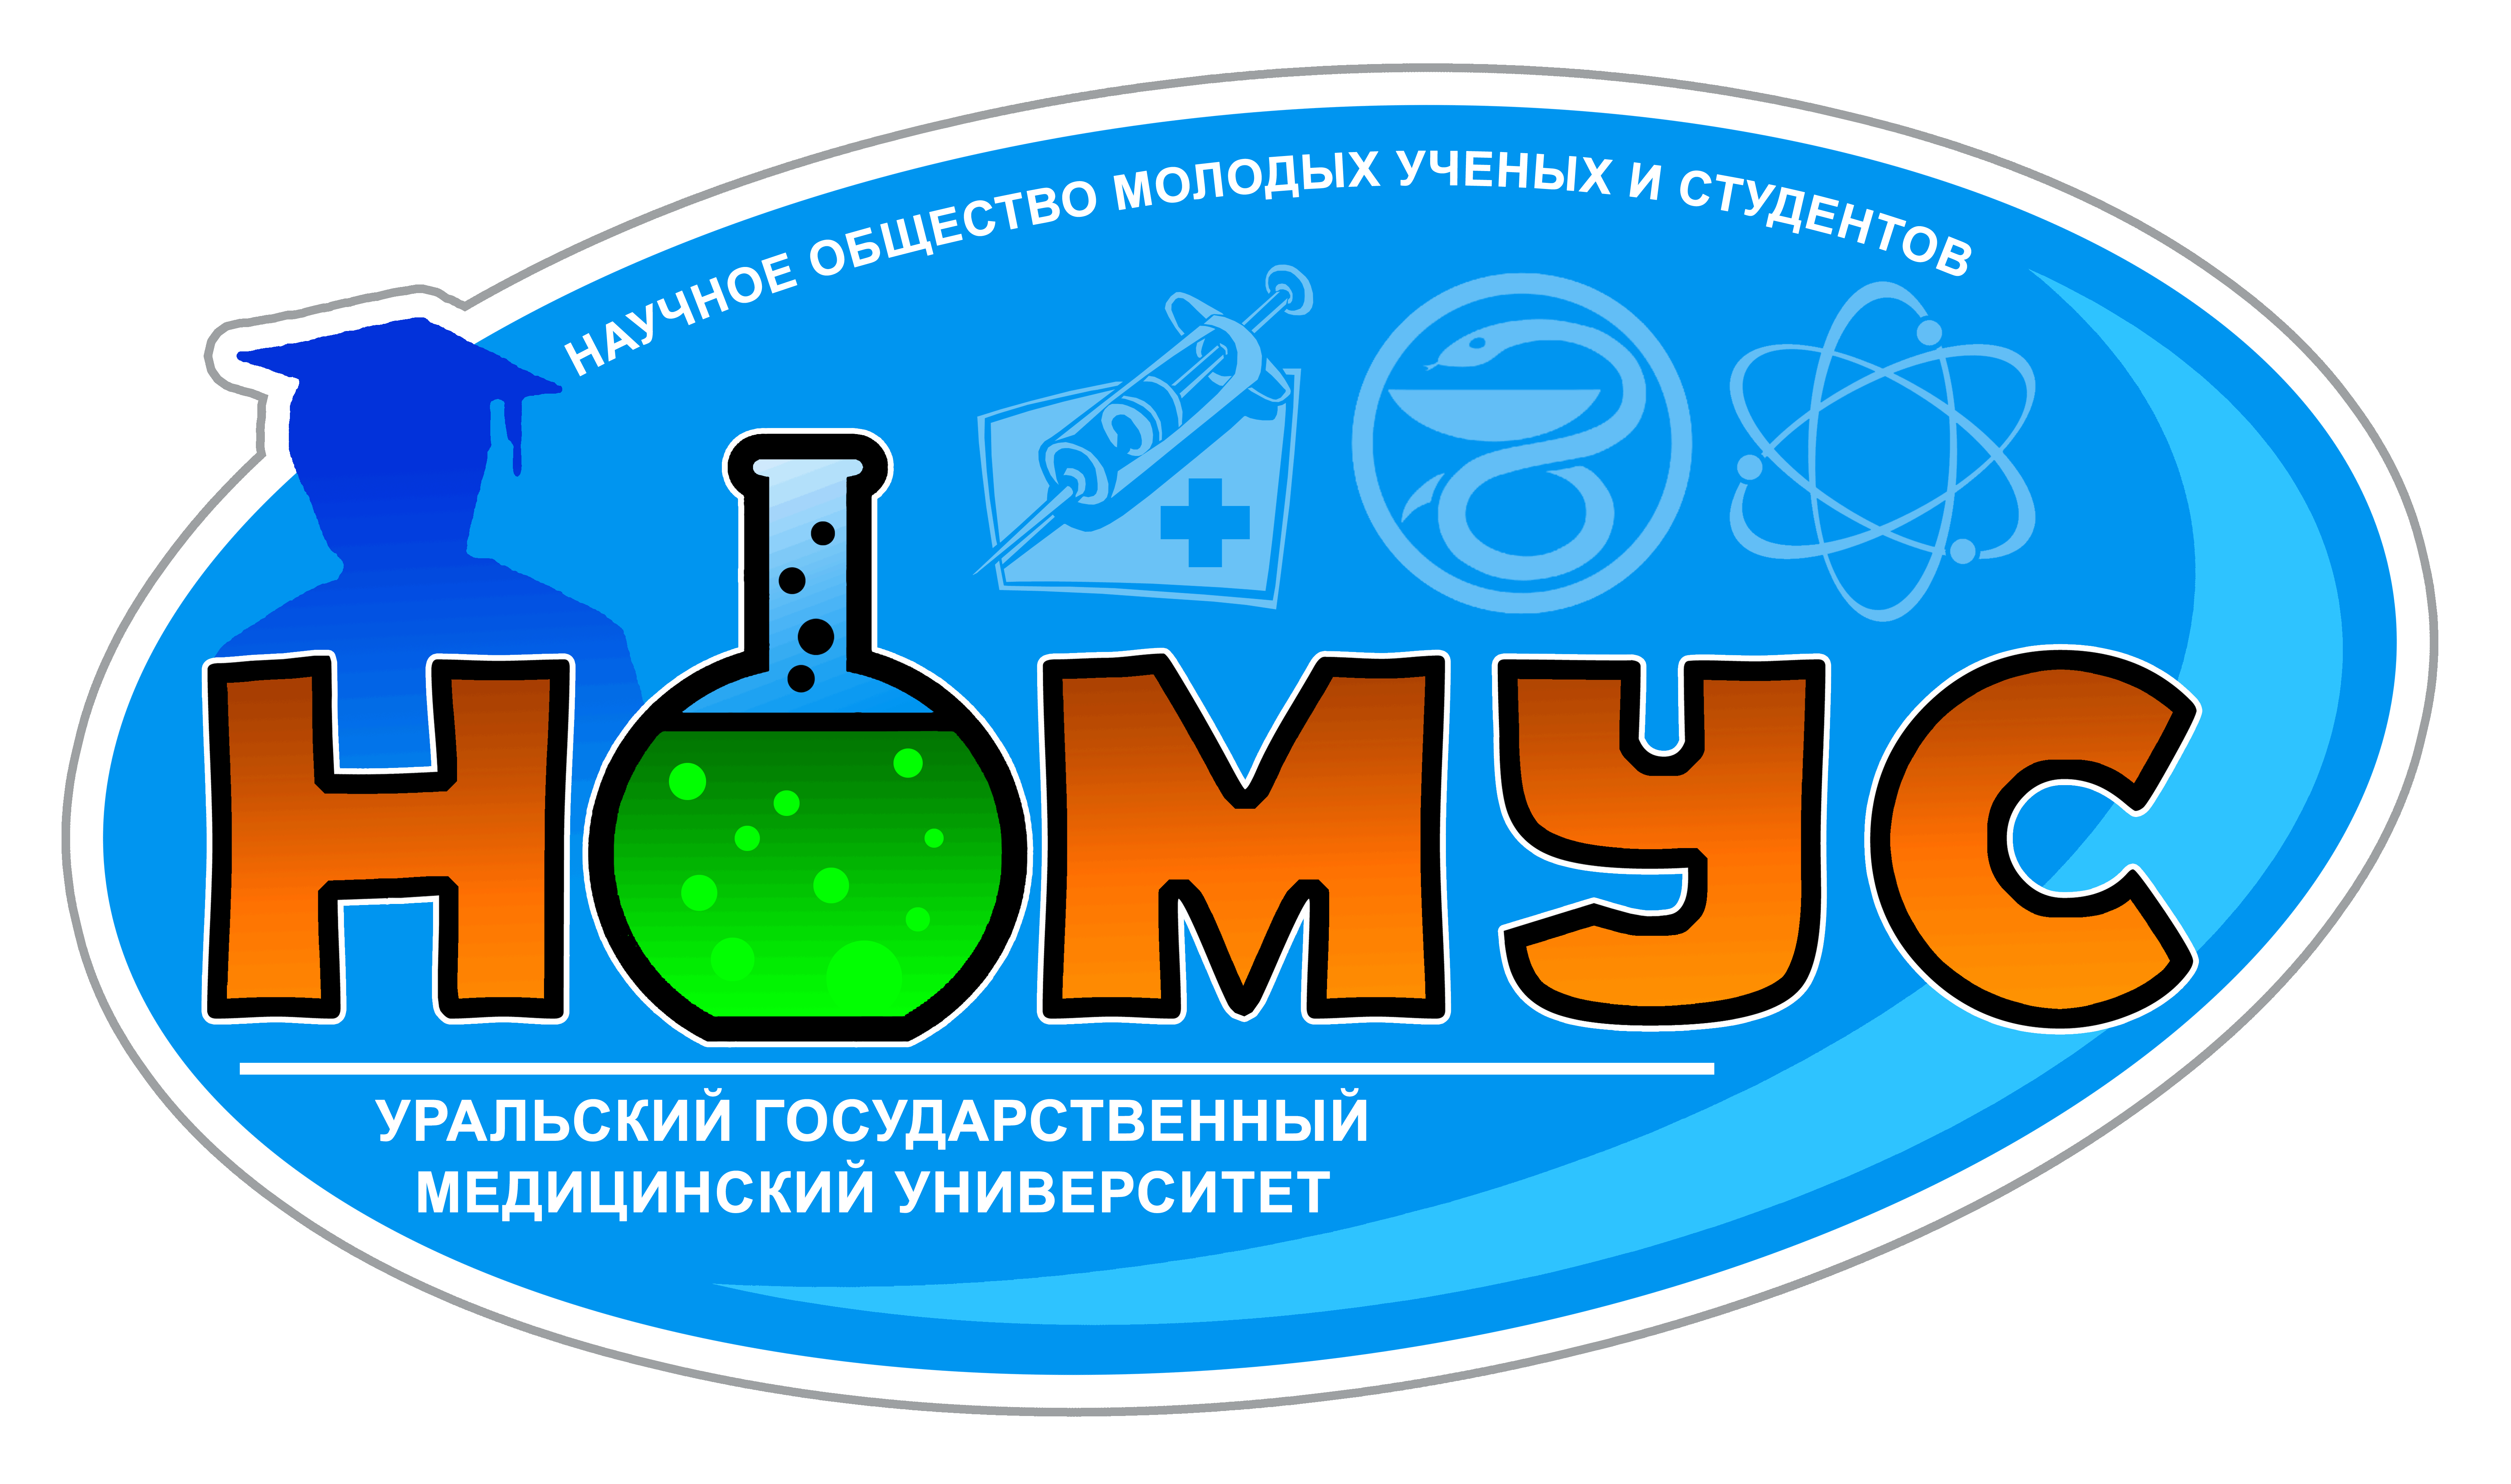 НАУЧНОЕ ОБЩЕСТВО МОЛОДЫХ УЧЕНЫХ И СТУДЕНТОВ
НОМУС
УРАЛЬСКИЙ ГОСУДАРСТВЕННЫЙ
МЕДИЦИНСКИЙ УНИВЕРСИТЕТ